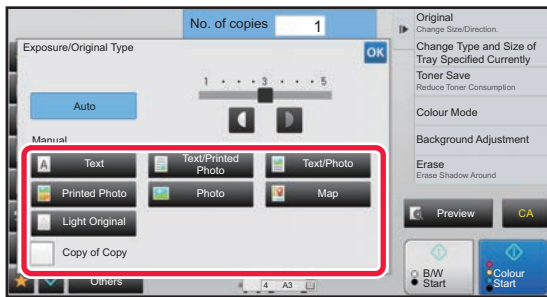 No. of copies 1
Exposure/Original Type
OK
1 3 5
Auto
Manual
A Text
Text/Printed
Photo
Text/Photo
Printed Photo
Photo
Map
Light Original
Copy of Copy
Others
4 A3
Original
Change Size/Direction.
Change Type and Size of
Tray Specified Currently
Toner Save
Reduce Toner Consumption
Colour Mode
Background Adjustment
Erase
Erase Shadow Around
Preview
CA
B/W
Start
Colour
Start